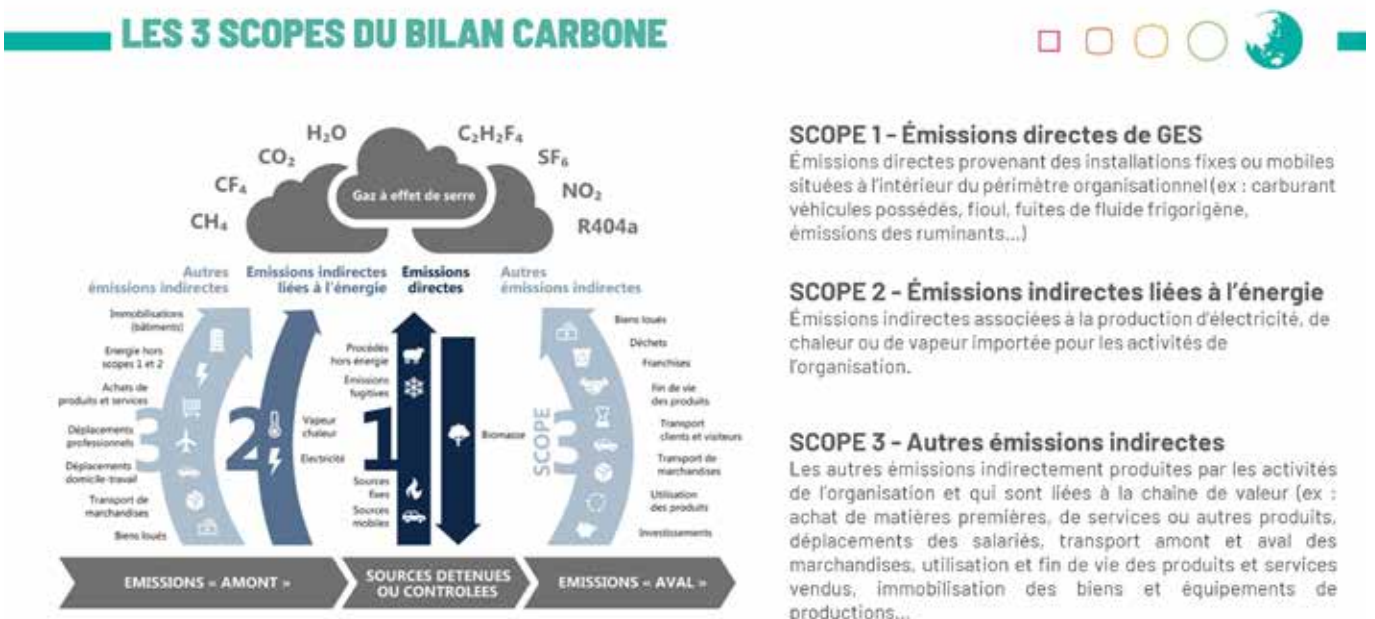 LES 3 SCOPES DU BILAN CARBONE
H₂O
C₂H₂F₄
CO₂
SF₆
CF₄
NO₂
CH₄
R404a
Gaz à effet de serre
Autres
émissions indirectes
Emissions indirectes
liées à l'énergie
Emissions
directes
Autres
émissions indirectes
Immobilisations
(bâtiments)
Energie hors
scopes 1 et 2
Achats de
produits et services
Déplacements
professionnels
Déplacements
domicile-travail
Transport de
marchandises
Biens loués
3
2
Vapeur
chaleur
Electricité
Procédés
hors énergie
Emissions
fugitives
1
Sources
fixes
Sources
mobiles
Biomasse
SCOPE
3
Biens loués
Déchets
Franchises
Fin de vie
des produits
Transport
clients et visiteurs
Transport de
marchandises
Utilisation
des produits
Investissements
EMISSIONS « AMONT »
SOURCES DETENUES
OU CONTROLEES
EMISSIONS « AVAL »
SCOPE 1 - Émissions directes de GES
Émissions directes provenant des installations fixes ou mobiles
situées à l'intérieur du périmètre organisationnel (ex : carburant
véhicules possédés, fioul, fuites de fluide frigorigène,
émissions des ruminants...)
SCOPE 2 - Émissions indirectes liées à l'énergie
Émissions indirectes associées à la production d'électricité, de
chaleur ou de vapeur importée pour les activités de
l'organisation.
SCOPE 3 - Autres émissions indirectes
Les autres émissions indirectement produites par les activités
de l'organisation et qui sont liées à la chaîne de valeur (ex :
achat de matières premières, de services ou autres produits,
déplacements des salariés, transport amont et aval des
marchandises, utilisation et fin de vie des produits et services
vendus, immobilisation des biens et équipements de
productions...